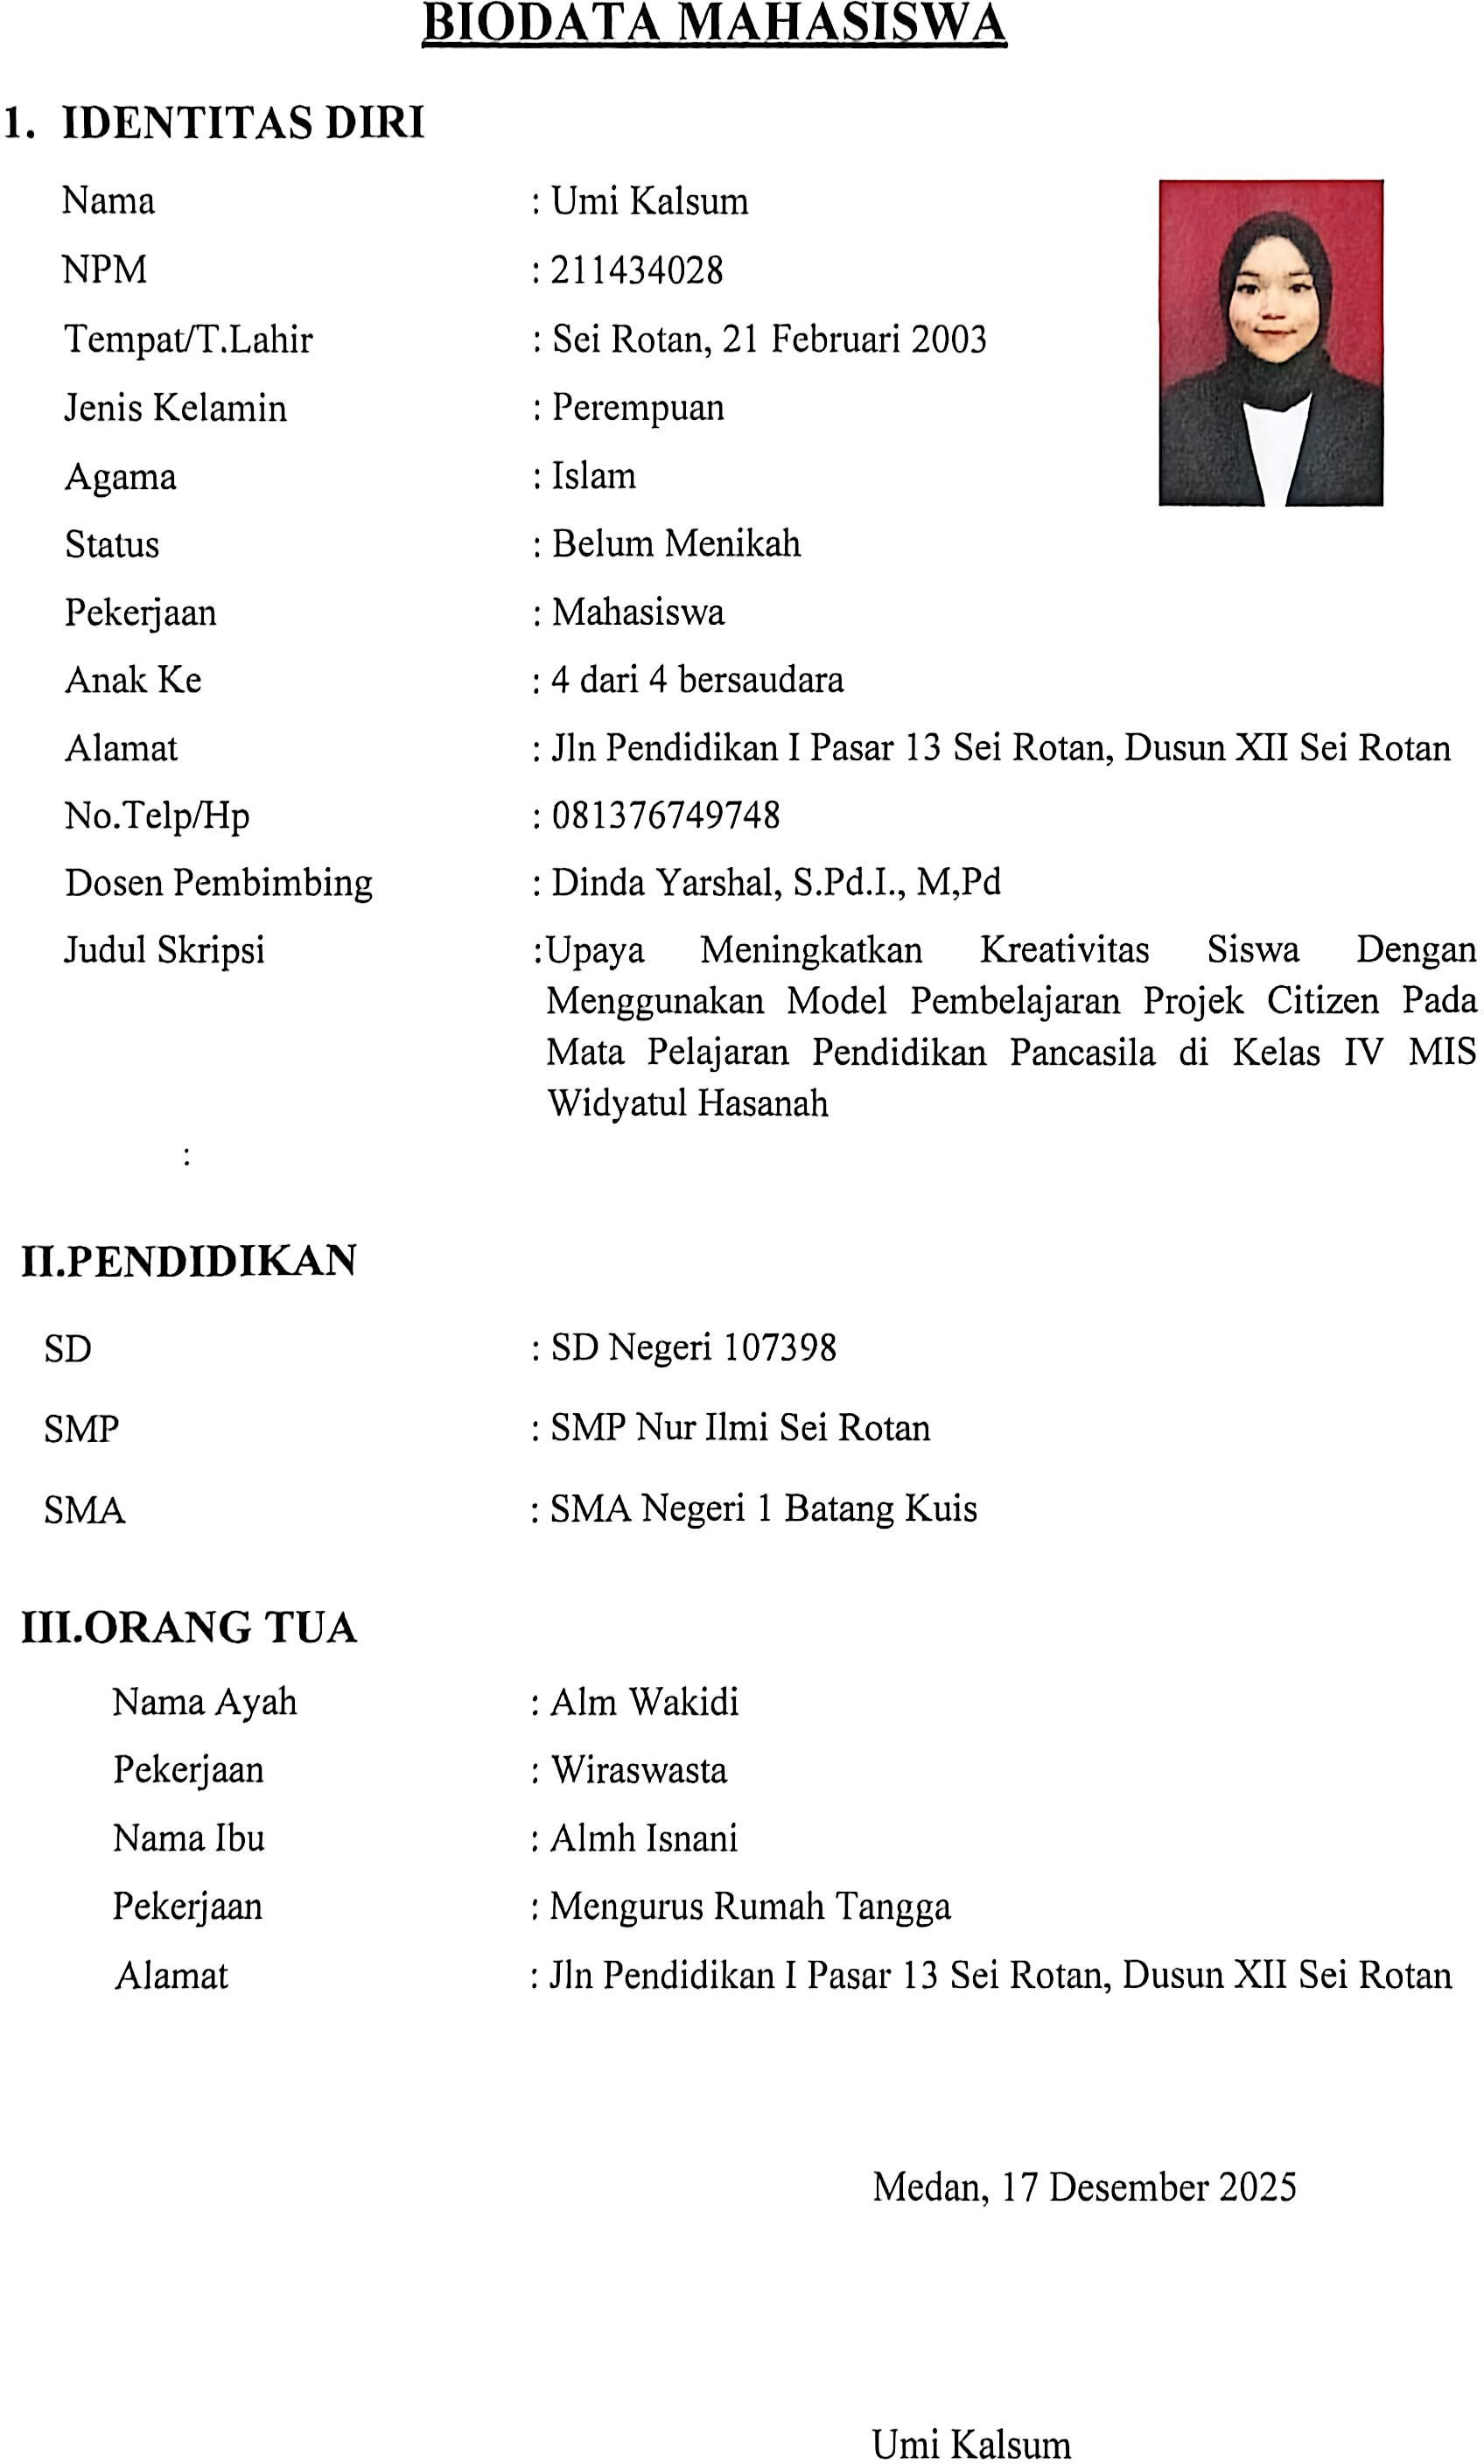 BIODATA MAHASISWA
1. IDENTITAS DIRI
Nama : Umi Kalsum
NPM : 211434028
Tempat/T.Lahir : Sei Rotan, 21 Februari 2003
Jenis Kelamin : Perempuan
Agama : Islam
Status : Belum Menikah
Pekerjaan : Mahasiswa
Anak Ke : 4 dari 4 bersaudara
Alamat : Jln Pendidikan I Pasar 13 Sei Rotan, Dusun XII Sei Rotan
No.Telp/Hp : 081376749748
Dosen Pembimbing : Dinda Yarshal, S.Pd.I., M,Pd
Judul Skripsi :Upaya Meningkatkan Kreativitas Siswa Dengan
Menggunakan Model Pembelajaran Projek Citizen Pada
Mata Pelajaran Pendidikan Pancasila di Kelas IV MIS
Widyatul Hasanah
:
II.PENDIDIKAN
SD : SD Negeri 107398
SMP : SMP Nur Ilmi Sei Rotan
SMA : SMA Negeri 1 Batang Kuis
III.ORANG TUA
Nama Ayah : Alm Wakidi
Pekerjaan : Wiraswasta
Nama Ibu : Almh Isnani
Pekerjaan : Mengurus Rumah Tangga
Alamat : Jln Pendidikan I Pasar 13 Sei Rotan, Dusun XII Sei Rotan
Medan, 17 Desember 2025
Umi Kalsum